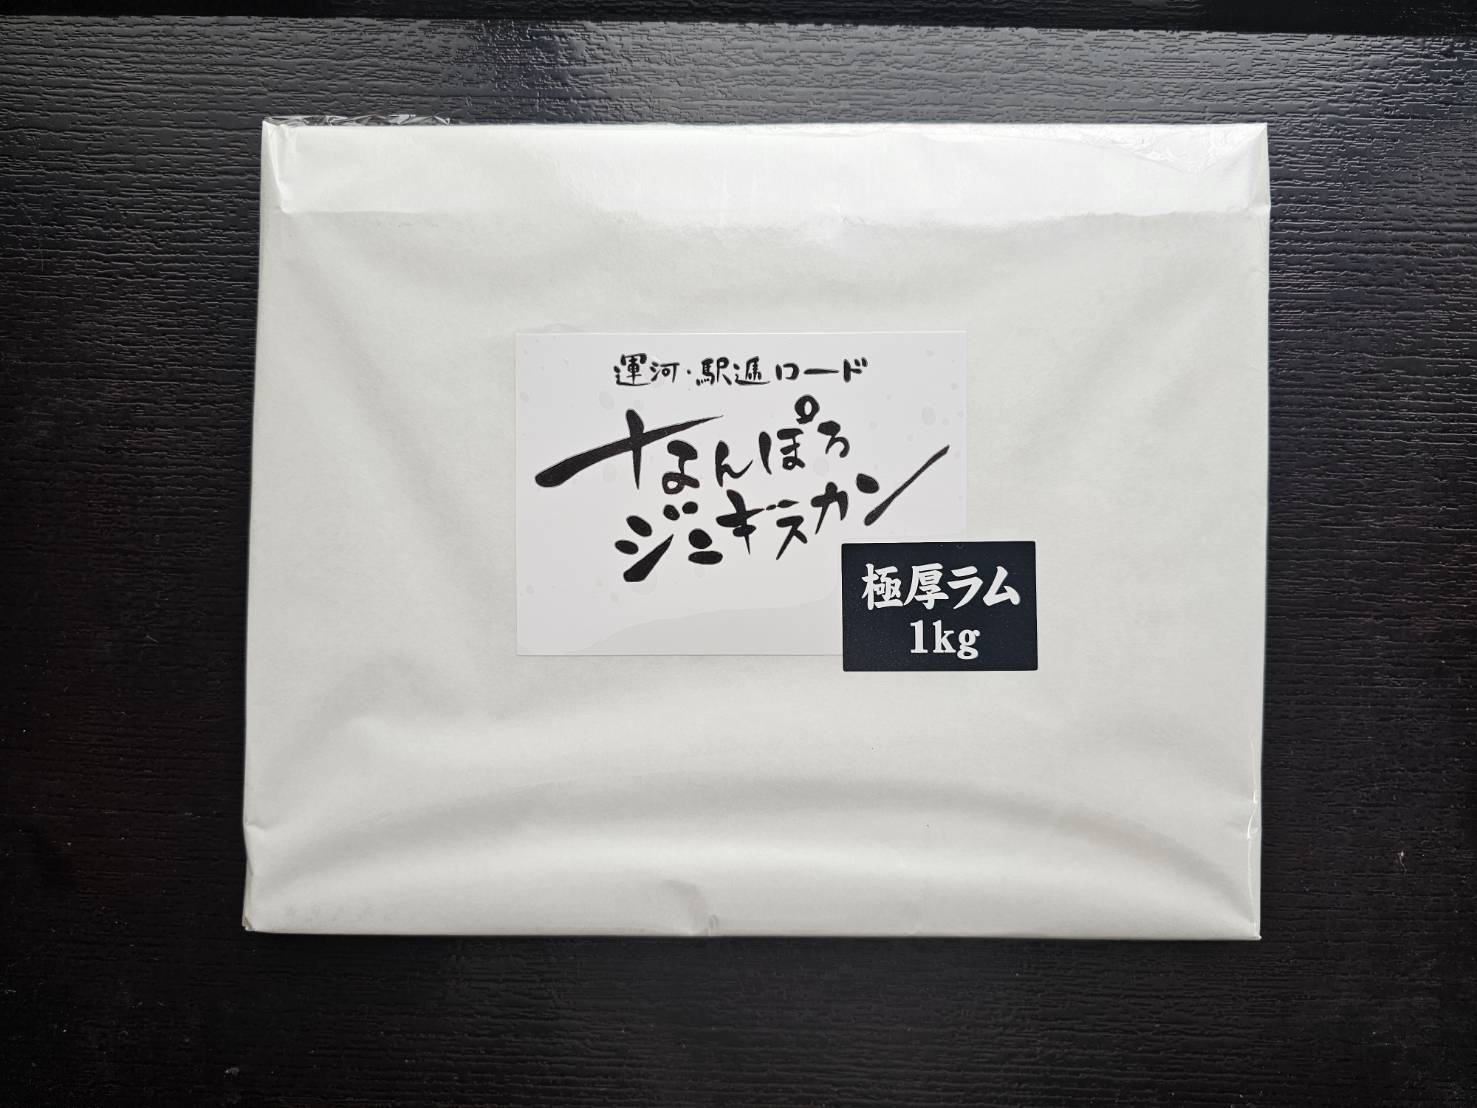 運河・駅逓ロード
なんぽろ
ジンギスカン
極厚ラム
1kg